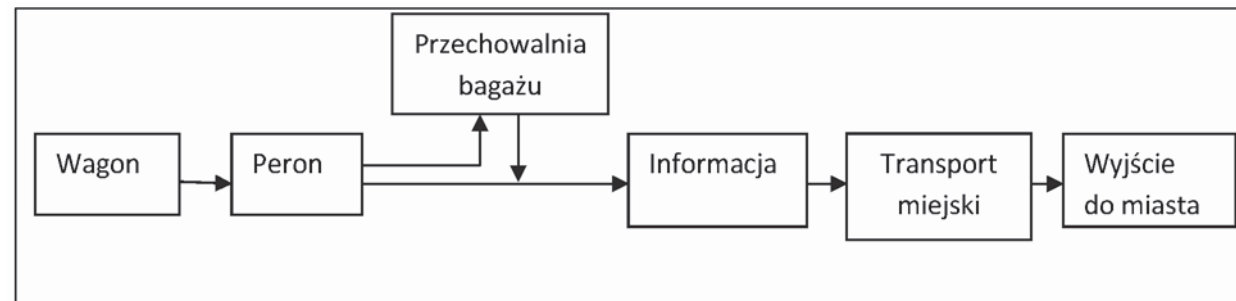 Przechowalnia
bagażu
Wagon
Peron
Informacja
Transport
miejski
Wyjście
do miasta